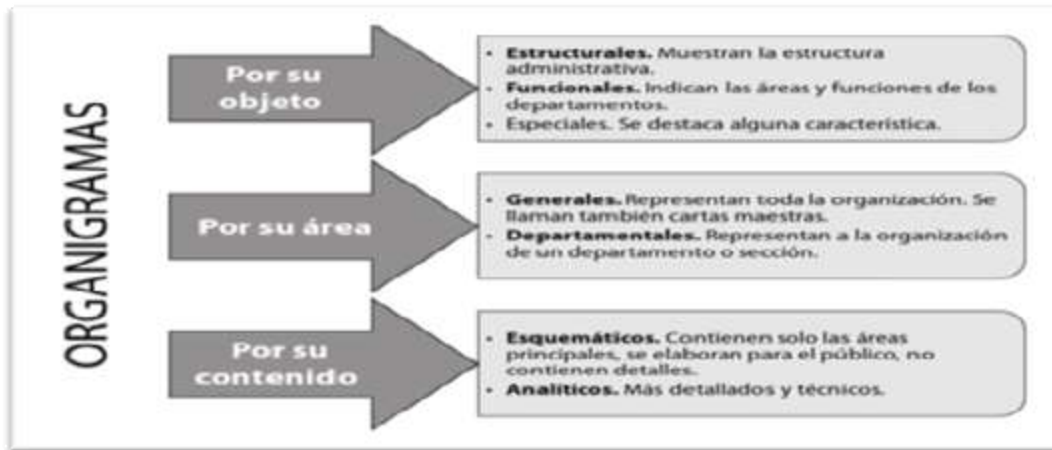 ORGANIGRAMAS
Por su
objeto
• Estructurales. Muestran la estructura
administrativa.
• Funcionales. Indican las áreas y funciones de los
departamentos.
• Especiales. Se destaca alguna característica.
Por su área
• Generales. Representan toda la organización. Se
llaman también cartas maestras.
• Departamentales. Representan a la organización
de un departamento o sección.
Por su
contenido
• Esquemáticos. Contienen solo las áreas
principales, se elaboran para el público, no
contienen detalles.
• Analíticos. Más detallados y técnicos.